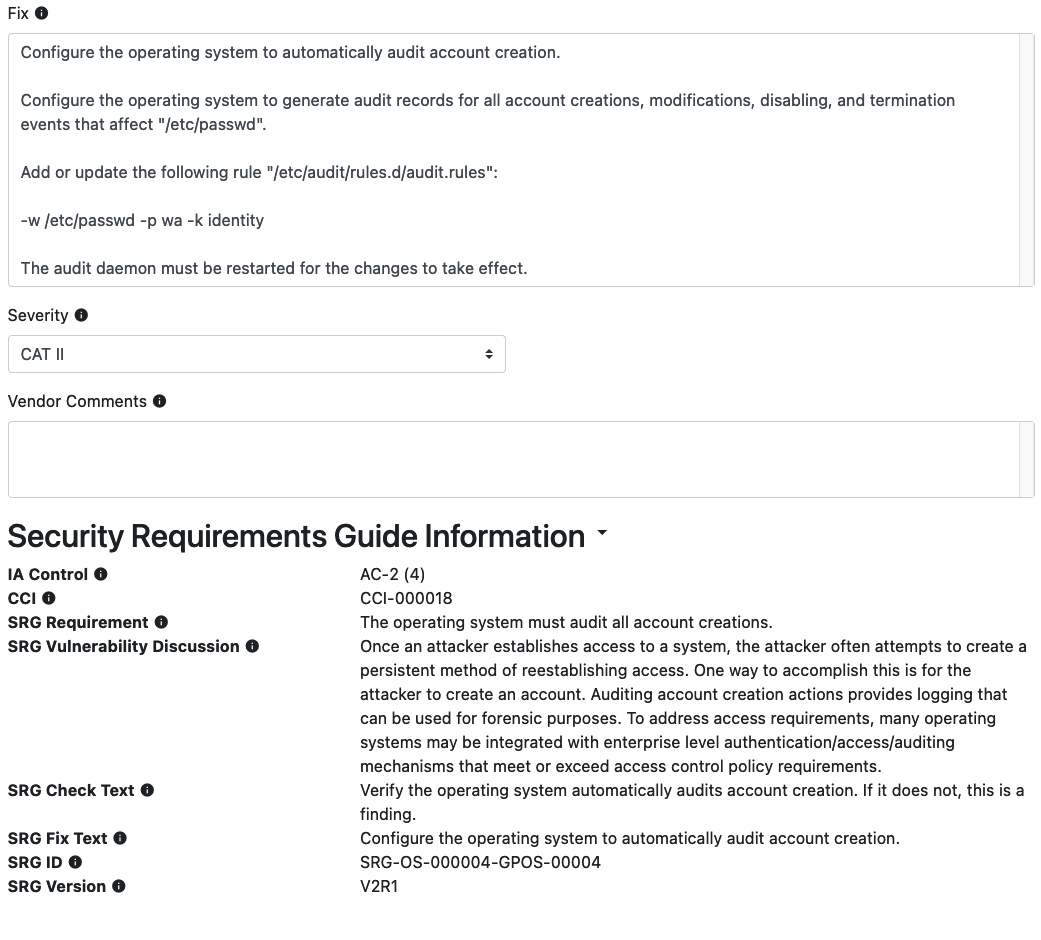 Fix
Configure the operating system to automatically audit account creation.
Configure the operating system to generate audit records for all account creations, modifications, disabling, and termination
events that affect "/etc/passwd".
Add or update the following rule "/etc/audit/rules.d/audit.rules":
-w /etc/passwd -p wa -k identity
The audit daemon must be restarted for the changes to take effect.
Severity
CAT II
Vendor Comments
Security Requirements Guide Information
IA Control AC-2 (4)
CCI CCI-000018
SRG Requirement The operating system must audit all account creations.
SRG Vulnerability Discussion Once an attacker establishes access to a system, the attacker often attempts to create a
persistent method of reestablishing access. One way to accomplish this is for the
attacker to create an account. Auditing account creation actions provides logging that
can be used for forensic purposes. To address access requirements, many operating
systems may be integrated with enterprise level authentication/access/auditing
mechanisms that meet or exceed access control policy requirements.
SRG Check Text Verify the operating system automatically audits account creation. If it does not, this is a
finding.
SRG Fix Text Configure the operating system to automatically audit account creation.
SRG ID SRG-OS-000004-GPOS-00004
SRG Version V2R1